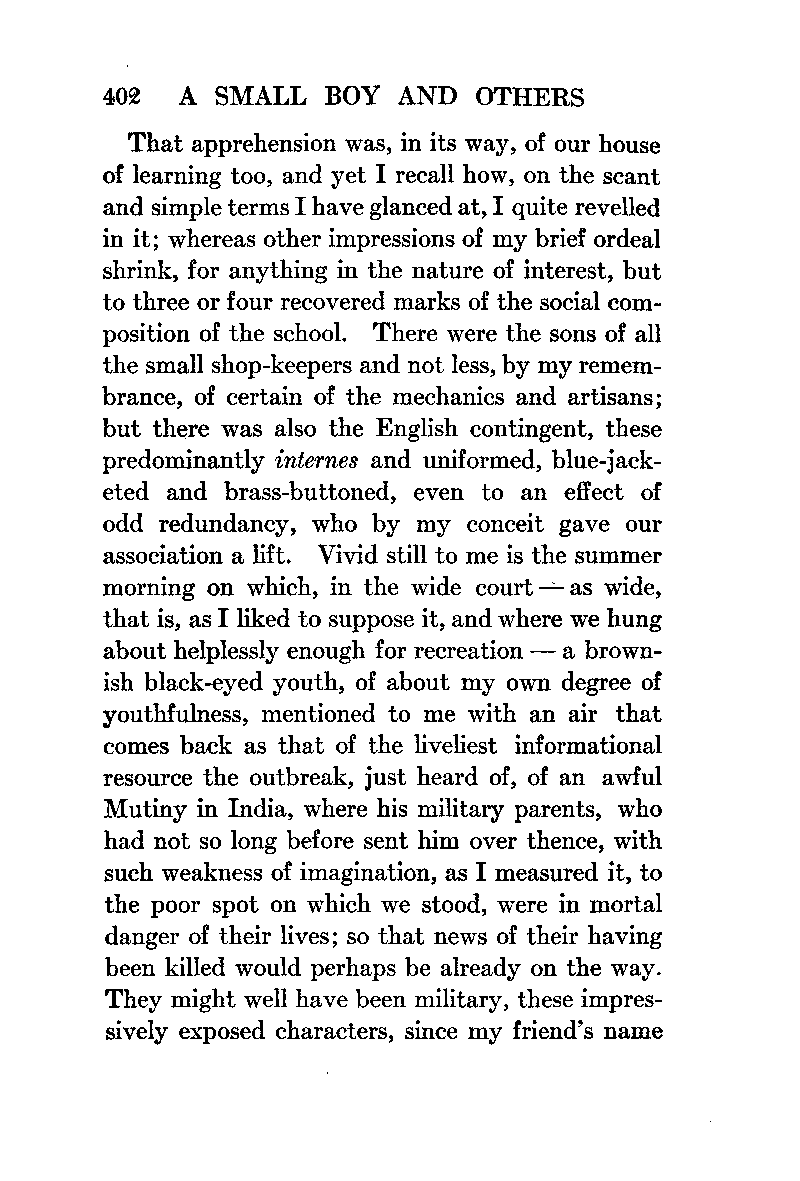 402 A SMALL BOY AND OTHERS
That apprehension was, in its way, of our house
of learning too, and yet I recall how, on the scant
and simple terms I have glanced at, I quite revelled
in it; whereas other impressions of my brief ordeal
shrink, for anything in the nature of interest, but
to three or four recovered marks of the social com-
position of the school. There were the sons of all
the small shop-keepers and not less, by my remem-
brance, of certain of the mechanics and artisans;
but there was also the English contingent, these
predominantly internes and uniformed, blue-jack-
eted and brass-buttoned, even to an effect of
odd redundancy, who by my conceit gave our
association a lift. Vivid still to me is the summer
morning on which, in the wide court — as wide,
that is, as I liked to suppose it, and where we hung
about helplessly enough for recreation — a brown-
ish black-eyed youth, of about my own degree of
youthfulness, mentioned to me with an air that
comes back as that of the liveliest informational
resource the outbreak, just heard of, of an awful
Mutiny in India, where his military parents, who
had not so long before sent him over thence, with
such weakness of imagination, as I measured it, to
the poor spot on which we stood, were in mortal
danger of their lives; so that news of their having
been killed would perhaps be already on the way.
They might well have been military, these impres-
sively exposed characters, since my friend's name